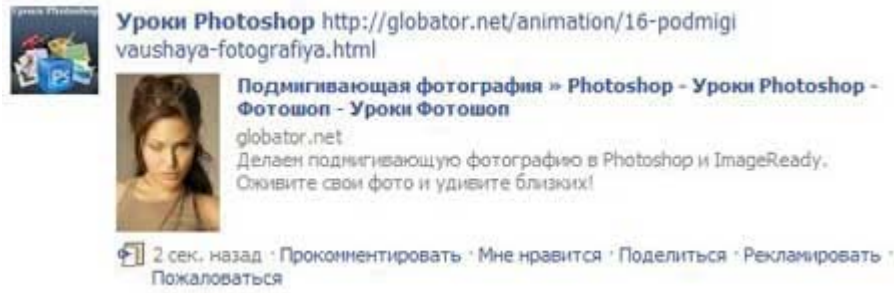 Уроки Photoshop
Уроки Photoshop http://globator.net/animation/16-podmigi
vaushaya-fotografiya.html
Подмигивающая фотография » Photoshop - Уроки Photoshop -
Фотошоп - Уроки Фотошоп
globator.net
Делаем подмигивающую фотографию в Photoshop и ImageReady.
Оживите свои фото и удивите близких!
2 сек. назад · Прокомментировать · Мне нравится · Поделиться · Рекламировать ·
Пожаловаться